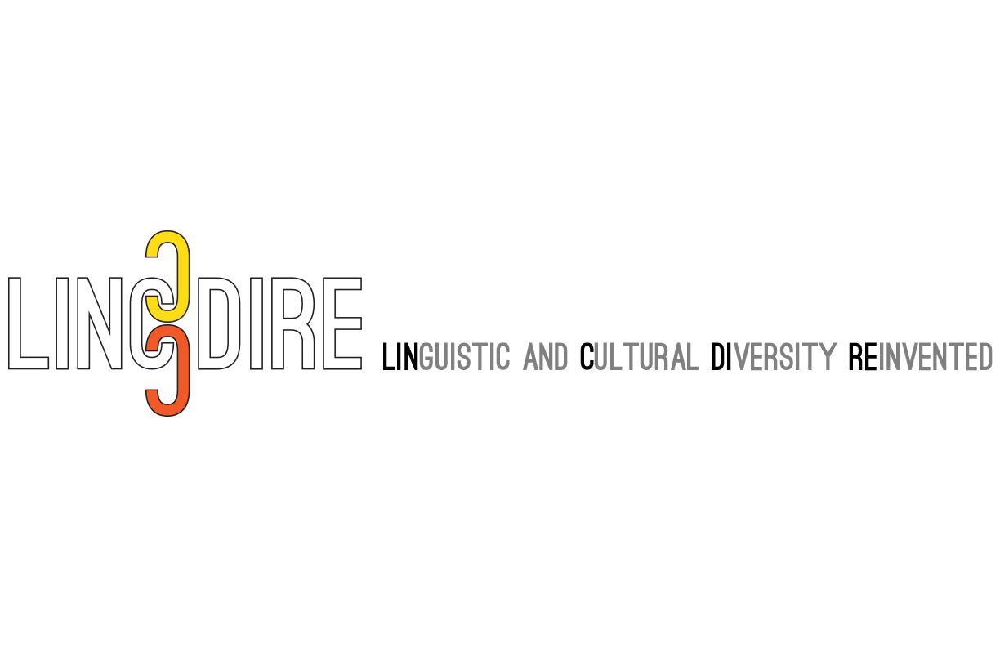 LINCDIRE
LINGUISTIC AND CULTURAL DIVERSITY REINVENTED